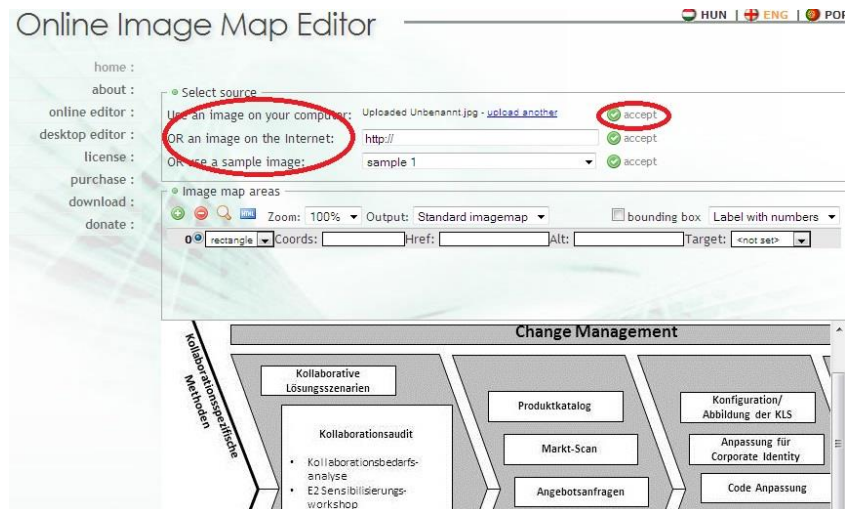 Online Image Map Editor
HUN | ENG | POR
home :
about :
online editor :
desktop editor :
license :
purchase :
download :
donate :
Select source
Use an image on your computer: Uploaded Unbenannt.jpg - upload another accept
OR an image on the Internet: http:// accept
OR use a sample image: sample 1 accept
Image map areas
Zoom: 100% Output: Standard imagemap bounding box Label with numbers
0 rectangle Coords: Href: Alt: Target: <not set>
Kollaborationsspezifische
Methoden
Change Management
Kollaborative
Lösungsszenarien
Kollaborationsaudit
• Kollaborationsbedarfs-
analyse
• E2 Sensibilisierungs-
workshop
Produktkatalog
Markt-Scan
Angebotsanfragen
Konfiguration/
Abbildung der KLS
Anpassung für
Corporate Identity
Code Anpassung